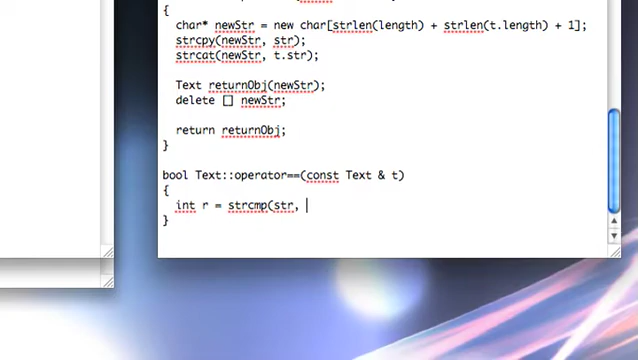 {
char* newStr = new char[strlen(length) + strlen(t.length) + 1];
strcpy(newStr, str);
strcat(newStr, t.str);
Text returnObj(newStr);
delete [] newStr;
return returnObj;
}
bool Text::operator==(const Text & t)
{
int r = strcmp(str,
}